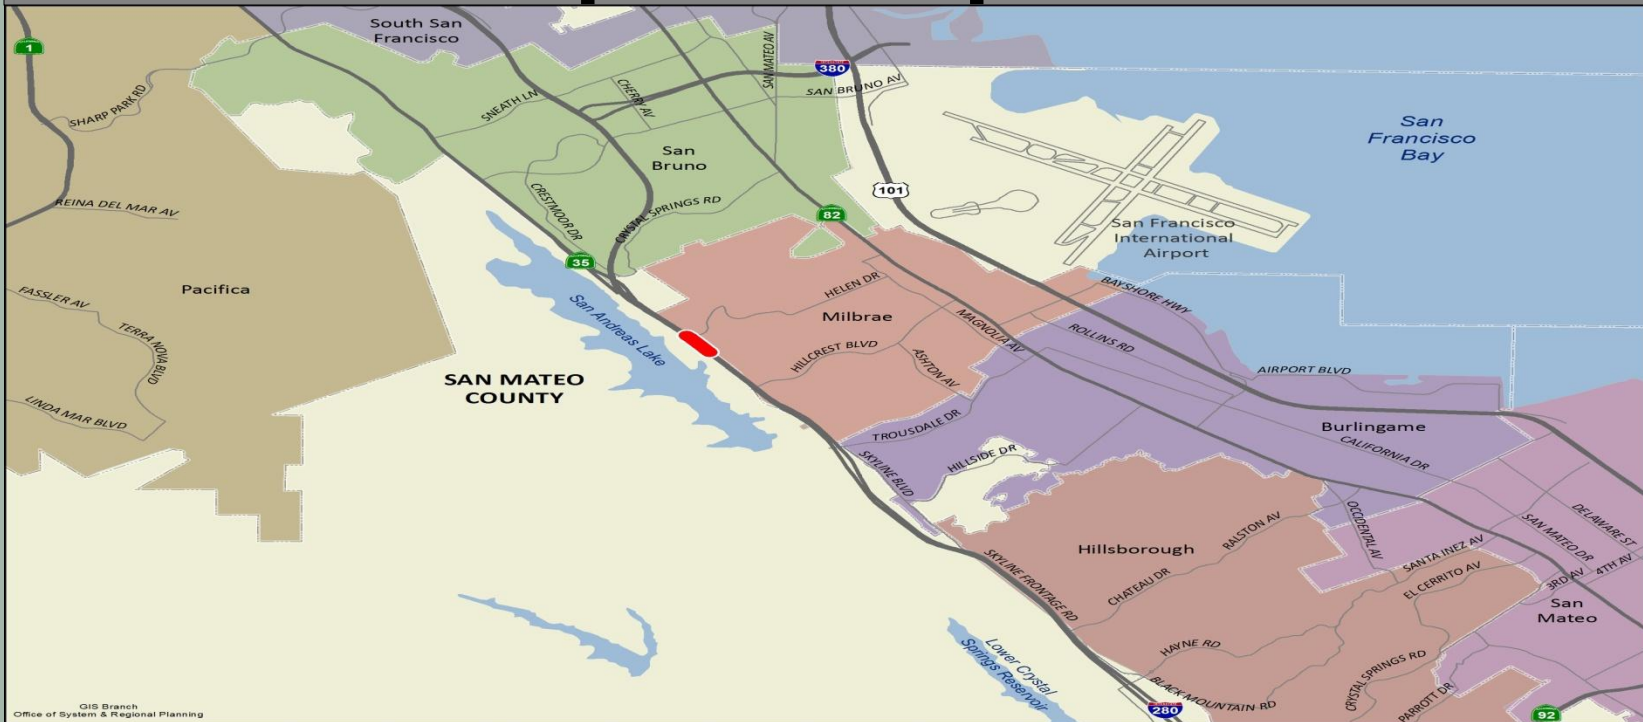 South San
Francisco
1
380
SHARP PARK RD
SNEATH LN
CHERRY AV
SAN MATEO AV
SAN BRUNO AV
San
Francisco
Bay
San
Bruno
101
REINA DEL MAR AV
CRESTMOOR DR
CRYSTAL SPRINGS RD
82
San Francisco
International
Airport
35
Pacifica
FASSLER AV
TERRA NOVA BLVD
LINDA MAR BLVD
San Andreas Lake
HELEN DR
Milbrae
MAGNOLIA AV
BAYSHORE HWY
ROLLINS RD
HILLCREST BLVD
ASHTON AV
AIRPORT BLVD
SAN MATEO
COUNTY
TROUSDALE DR
Burlingame
CALIFORNIA DR
SKYLINE BLVD
HILLSIDE DR
OCCIDENTAL AV
DELAWARE ST
SAN MATEO DR
Hillsborough
RALSTON AV
SKYLINE FRONTAGE RD
CHATEAU DR
SANTA INEZ AV
EL CERRITO AV
3RD AV
4TH AV
San
Mateo
HAYNE RD
Lower Crystal
Springs Reservoir
BLACK MOUNTAIN RD
CRYSTAL SPRINGS RD
PARROTT DR
280
92
GIS Branch
Office of System & Regional Planning